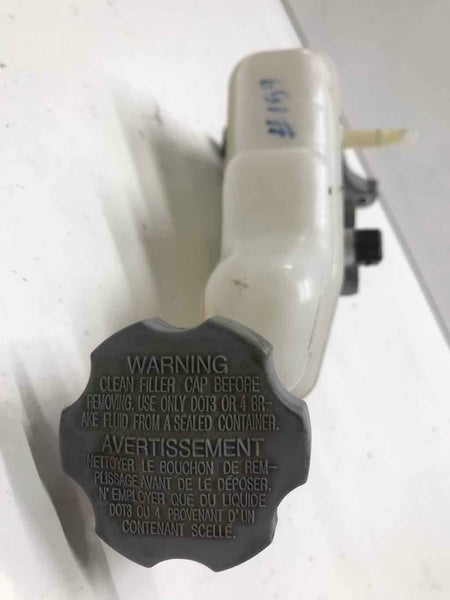 #169
WARNING
CLEAN FILLER CAP BEFORE
REMOVING. USE ONLY DOT3 OR 4 BR-
AKE FLUID FROM A SEALED CONTAINER.
AVERTISSEMENT
NETTOYER LE BOUCHON DE REM-
PLISSAGE AVANT DE LE DÉPOSER.
N'EMPLOYER QUE DU LIQUIDE
DOT3 OU 4 PROVENANT D'UN
CONTENANT SCELLÉ.